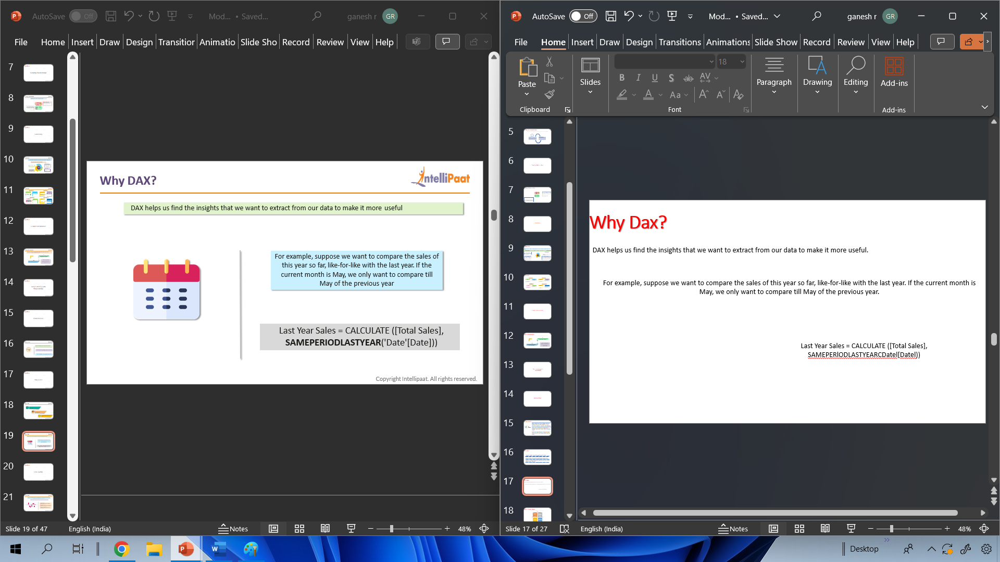 AutoSave Off Mod... • Saved... ganesh r GR
File Home Insert Draw Design Transitior Animatio Slide Sho Record Review View Help
7
8
9
10
11
12
13
14
15
16
17
18
19
20
21
Why DAX?
IntelliPaat
DAX helps us find the insights that we want to extract from our data to make it more useful
For example, suppose we want to compare the sales of
this year so far, like-for-like with the last year. If the
current month is May, we only want to compare till
May of the previous year
Last Year Sales = CALCULATE ([Total Sales],
SAMEPERIODLASTYEAR('Date'[Date]))
Copyright Intellipaat. All rights reserved.
Slide 19 of 47 English (India) Notes 48%
AutoSave Off Mod... • Saved... ganesh r GR
File Home Insert Draw Design Transitions Animations Slide Show Record Review View Help
Paste Slides 18 Paragraph Drawing Editing Add-ins
B I U S ab AV
A Aa A A A
Clipboard Font Add-ins
5
6
7
8
9
10
11
12
13
14
15
16
17
18
Why Dax?
DAX helps us find the insights that we want to extract from our data to make it more useful.
For example, suppose we want to compare the sales of this year so far, like-for-like with the last year. If the current month is
May, we only want to compare till May of the previous year.
Last Year Sales = CALCULATE ([Total Sales],
SAMEPERlODLASTYEARCDatel[Datel))
Slide 17 of 27 English (India) Notes 48%
Desktop